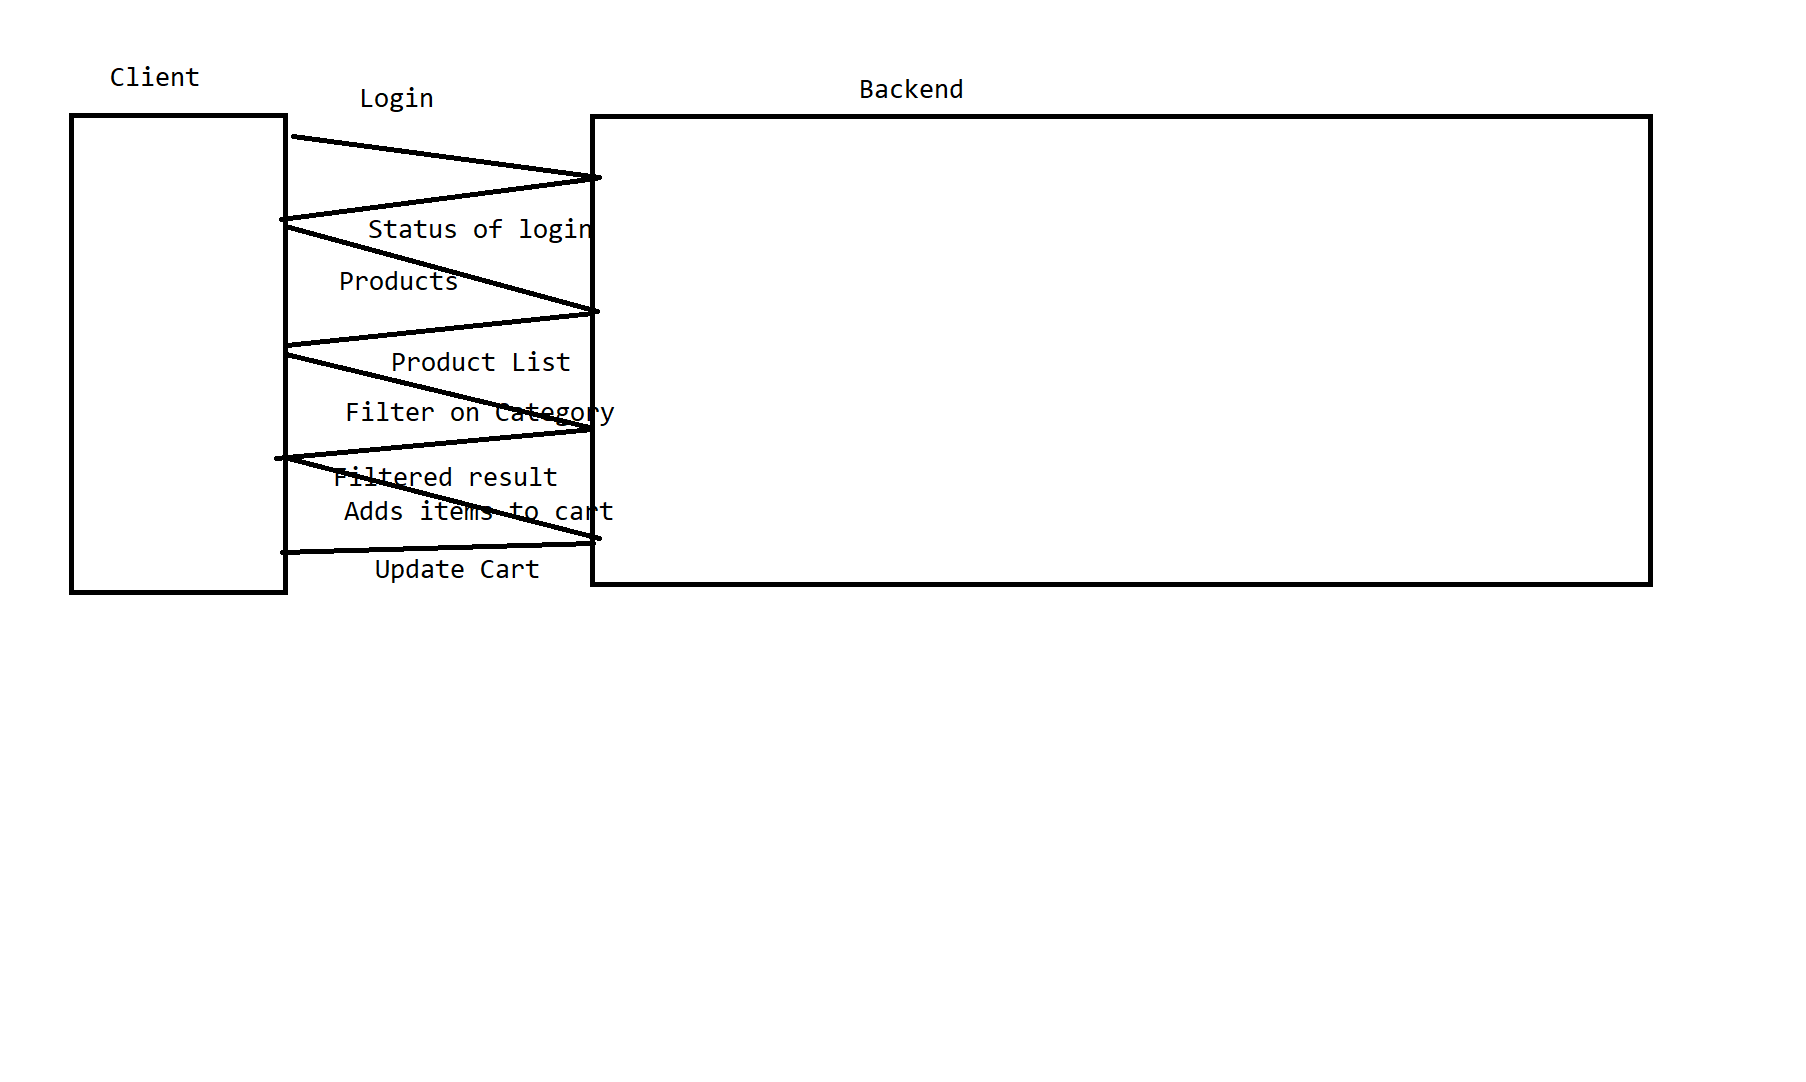 Client
Login
Backend
Status of login
Products
Product List
Filter on Category
Filtered result
Adds items to cart
Update Cart